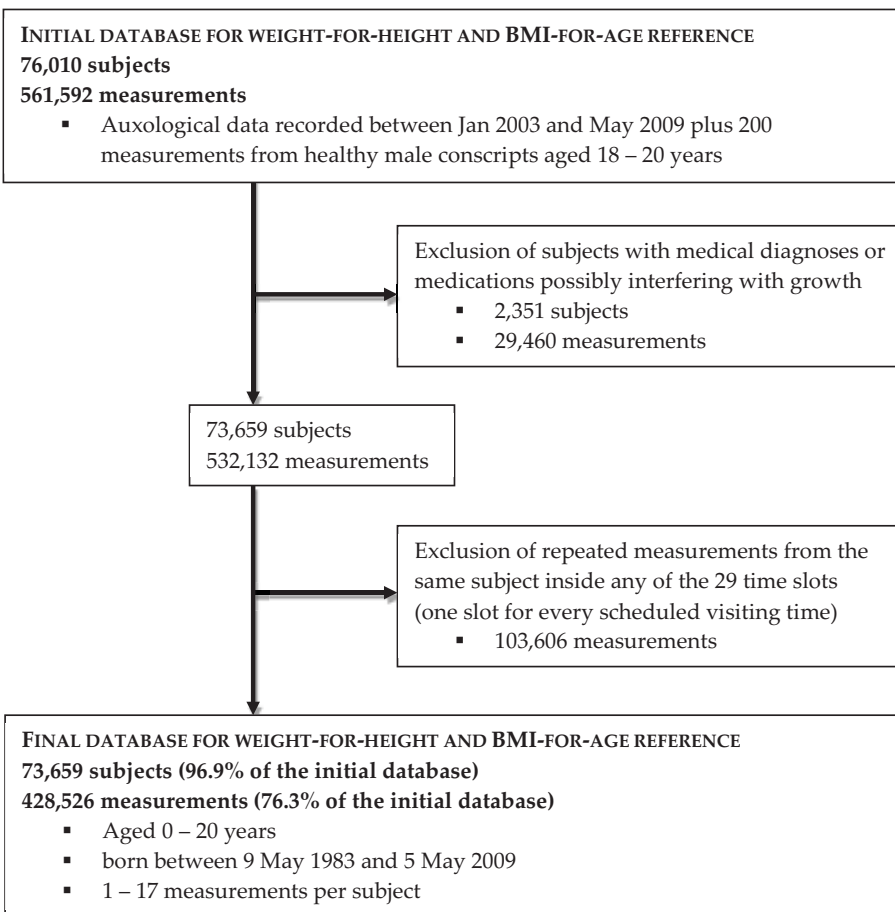 INITIAL DATABASE FOR WEIGHT-FOR-HEIGHT AND BMI-FOR-AGE REFERENCE
76,010 subjects
561,592 measurements
▪ Auxological data recorded between Jan 2003 and May 2009 plus 200
measurements from healthy male conscripts aged 18 – 20 years
Exclusion of subjects with medical diagnoses or
medications possibly interfering with growth
▪ 2,351 subjects
▪ 29,460 measurements
73,659 subjects
532,132 measurements
Exclusion of repeated measurements from the
same subject inside any of the 29 time slots
(one slot for every scheduled visiting time)
▪ 103,606 measurements
FINAL DATABASE FOR WEIGHT-FOR-HEIGHT AND BMI-FOR-AGE REFERENCE
73,659 subjects (96.9% of the initial database)
428,526 measurements (76.3% of the initial database)
▪ Aged 0 – 20 years
▪ born between 9 May 1983 and 5 May 2009
▪ 1 – 17 measurements per subject